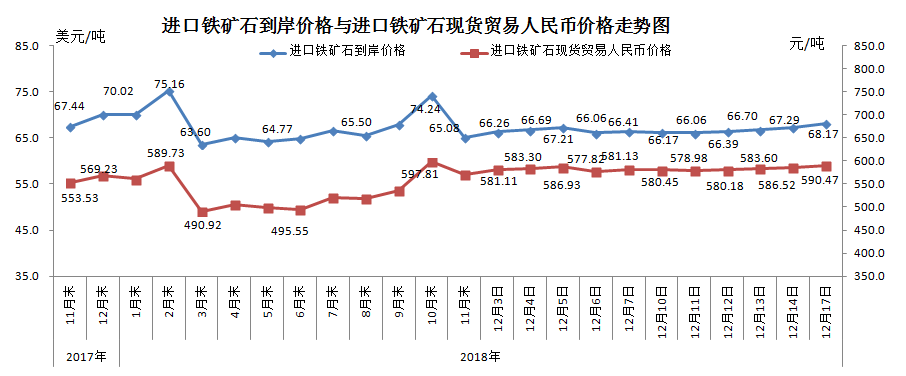 进口铁矿石到岸价格与进口铁矿石现货贸易人民币价格走势图
美元/吨
元/吨
进口铁矿石到岸价格
进口铁矿石现货贸易人民币价格
85.0
75.0
65.0
55.0
45.0
35.0
850.0
800.0
750.0
700.0
650.0
600.0
550.0
500.0
450.0
400.0
350.0
67.44
70.02
75.16
63.60
64.77
65.50
74.24
65.08
66.26
66.69
67.21
66.06
66.41
66.17
66.06
66.39
66.70
67.29
68.17
553.53
569.23
589.73
490.92
495.55
597.81
581.11
583.30
586.93
577.82
581.13
580.45
578.98
580.18
583.60
586.52
590.47
11月末
12月末
1月末
2月末
3月末
4月末
5月末
6月末
7月末
8月末
9月末
10月末
11月末
12月3日
12月4日
12月5日
12月6日
12月7日
12月10日
12月11日
12月12日
12月13日
12月14日
12月17日
2017年
2018年